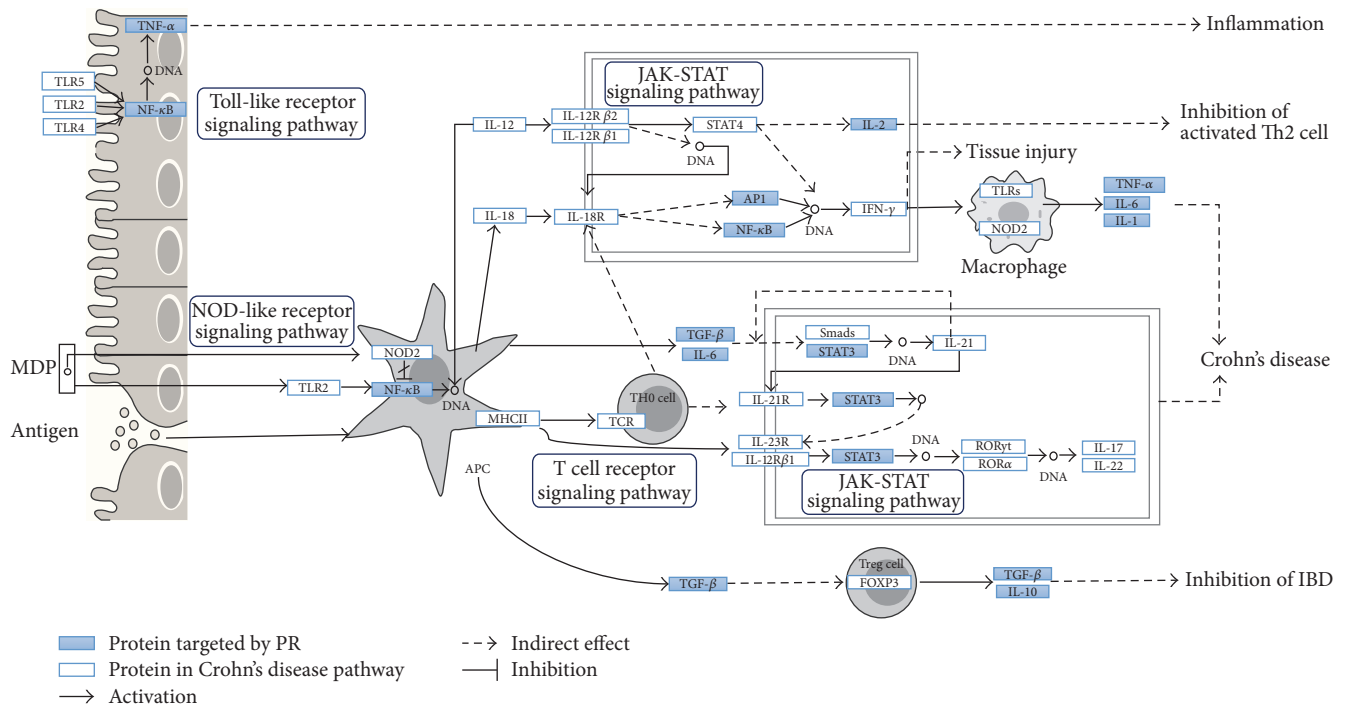 TNF-α
Inflammation
DNA
TLR5
TLR2
TLR4
NF-κB
Toll-like receptor
signaling pathway
JAK-STAT
signaling pathway
IL-12
IL-12R β2
IL-12R β1
STAT4
DNA
IL-2
Inhibition of
activated Th2 cell
Tissue injury
IL-18
IL-18R
AP1
NF-κB
DNA
IFN-γ
TLRs
NOD2
Macrophage
TNF-α
IL-6
IL-1
NOD-like receptor
signaling pathway
MDP
Antigen
NOD2
TLR2
NF-κB
DNA
MHCII
APC
TGF-β
IL-6
TH0 cell
TCR
T cell receptor
signaling pathway
Smads
STAT3
DNA
IL-21
IL-21R
STAT3
IL-23R
IL-12Rβ1
STAT3
DNA
RORyt
RORα
DNA
IL-17
IL-22
JAK-STAT
signaling pathway
Crohn's disease
TGF-β
Treg cell
FOXP3
TGF-β
IL-10
Inhibition of IBD
Protein targeted by PR
Protein in Crohn's disease pathway
Activation
Indirect effect
Inhibition